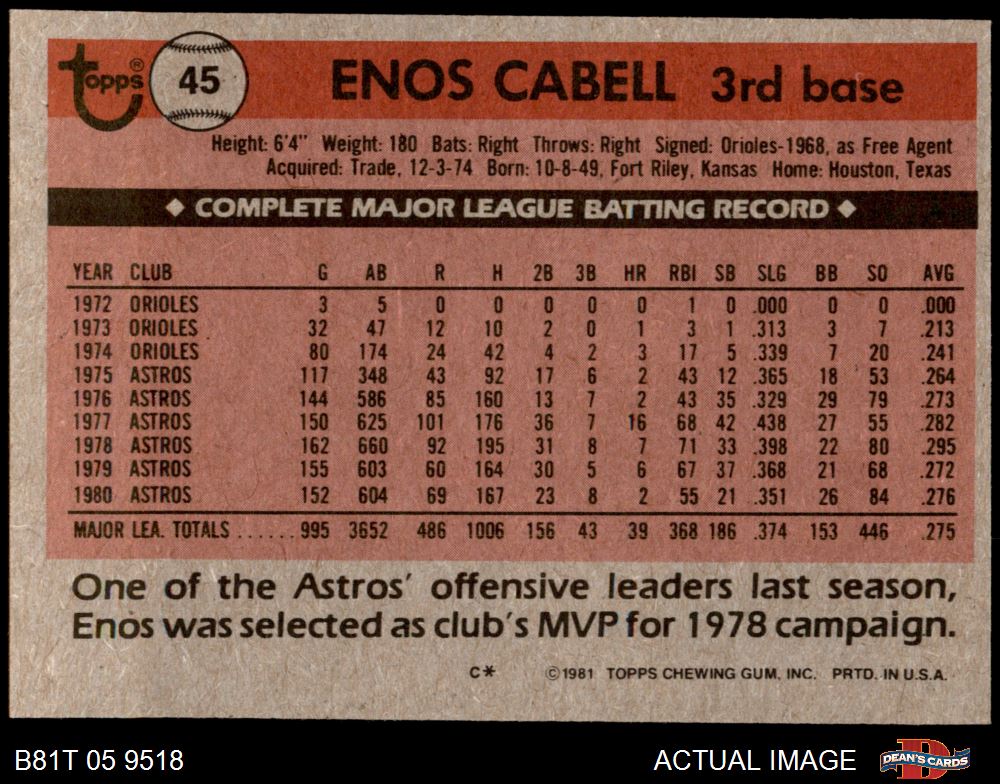 topps® 45 ENOS CABELL 3rd base
Height: 6'4" Weight: 180 Bats: Right Throws: Right Signed: Orioles-1968, as Free Agent
Acquired: Trade, 12-3-74 Born: 10-8-49, Fort Riley, Kansas Home: Houston, Texas
◆ COMPLETE MAJOR LEAGUE BATTING RECORD ◆
YEAR CLUB G AB R H 2B 3B HR RBI SB SLG BB SO AVG
1972 ORIOLES 3 5 0 0 0 0 0 1 0 .000 0 0 .000
1973 ORIOLES 32 47 12 10 2 0 1 3 1 .313 3 7 .213
1974 ORIOLES 80 174 24 42 4 2 3 17 5 .339 7 20 .241
1975 ASTROS 117 348 43 92 17 6 2 43 12 .365 18 53 .264
1976 ASTROS 144 586 85 160 13 7 2 43 35 .329 29 79 .273
1977 ASTROS 150 625 101 176 36 7 16 68 42 .438 27 55 .282
1978 ASTROS 162 660 92 195 31 8 7 71 33 .398 22 80 .295
1979 ASTROS 155 603 60 164 30 5 6 67 37 .368 21 68 .272
1980 ASTROS 152 604 69 167 23 8 2 55 21 .351 26 84 .276
MAJOR LEA. TOTALS ...... 995 3652 486 1006 156 43 39 368 186 .374 153 446 .275
One of the Astros' offensive leaders last season,
Enos was selected as club's MVP for 1978 campaign.
C* ©1981 TOPPS CHEWING GUM, INC. PRTD. IN U.S.A.
B81T 05 9518 ACTUAL IMAGE DEAN'S CARDS